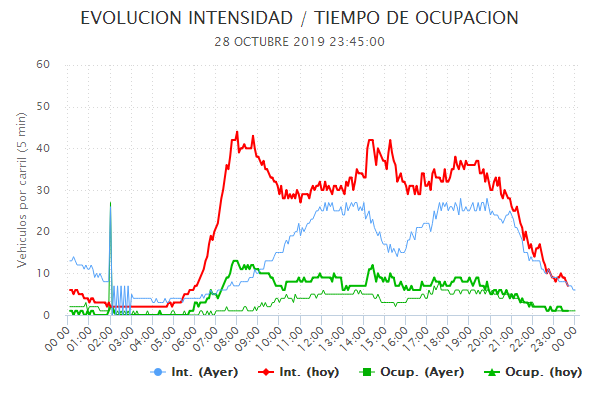 EVOLUCION INTENSIDAD / TIEMPO DE OCUPACION
28 OCTUBRE 2019 23:45:00
Vehiculos por carril (5 min)
60
50
40
30
20
10
0
00:00 01:00 02:00 03:00 04:00 05:00 06:00 07:00 08:00 09:00 10:00 11:00 12:00 13:00 14:00 15:00 16:00 17:00 18:00 19:00 20:00 21:00 22:00 23:00 00:00
Int. (Ayer) Int. (hoy) Ocup. (Ayer) Ocup. (hoy)